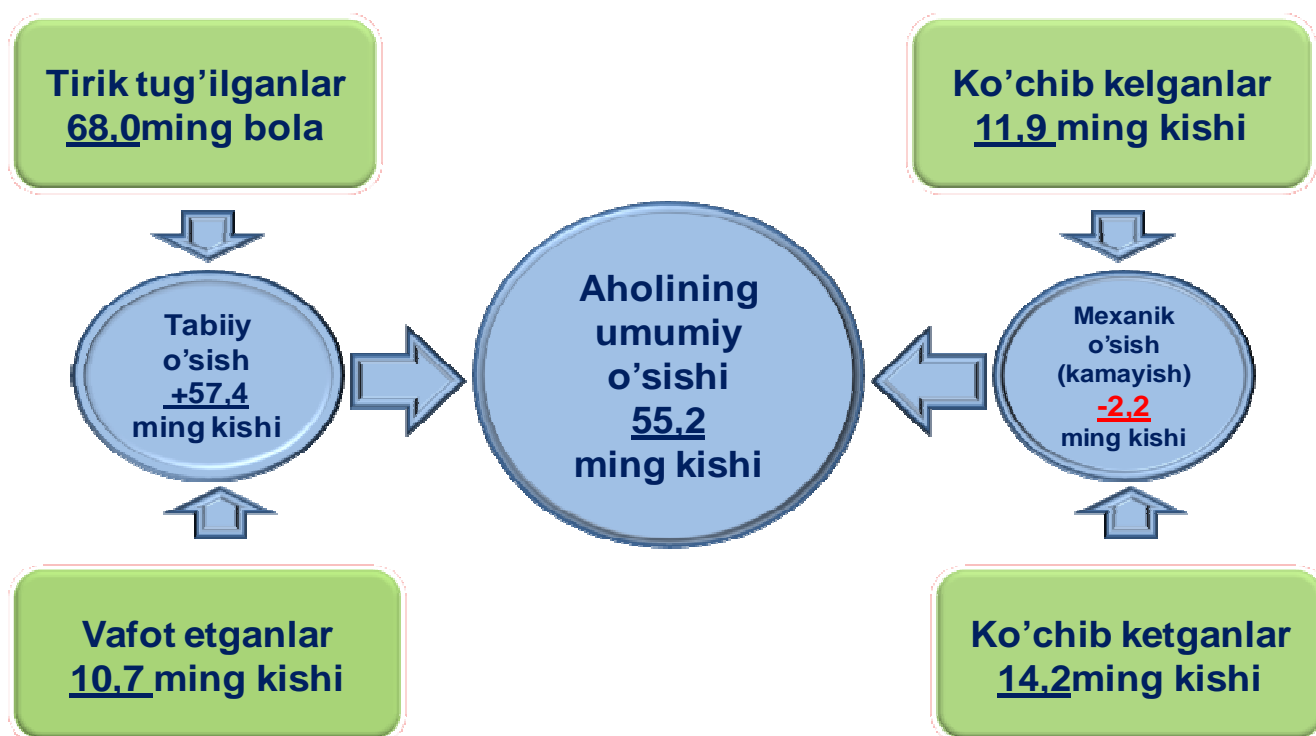 Tirik tug’ilganlar
68,0ming bola
Ko’chib kelganlar
11,9 ming kishi
Tabiiy
o’sish
+57,4
ming kishi
Aholining
umumiy
o’sishi
55,2
ming kishi
Mexanik
o’sish
(kamayish)
-2,2
ming kishi
Vafot etganlar
10,7 ming kishi
Ko’chib ketganlar
14,2ming kishi